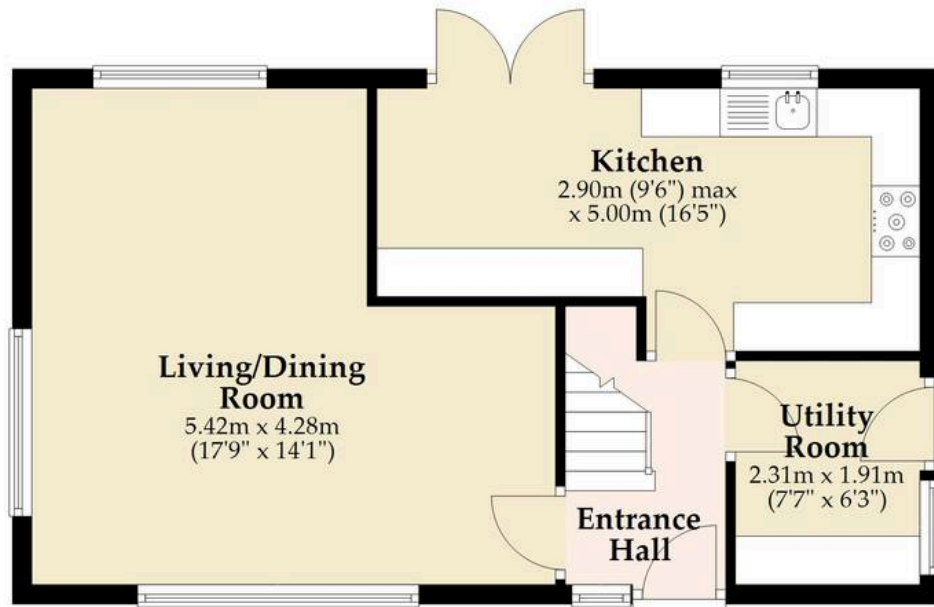 Kitchen
2.90m (9'6") max
x 5.00m (16'5")
Living/Dining
Room
5.42m x 4.28m
(17'9" x 14'1")
Utility
Room
2.31m x 1.91m
(7'7" x 6'3")
Entrance
Hall